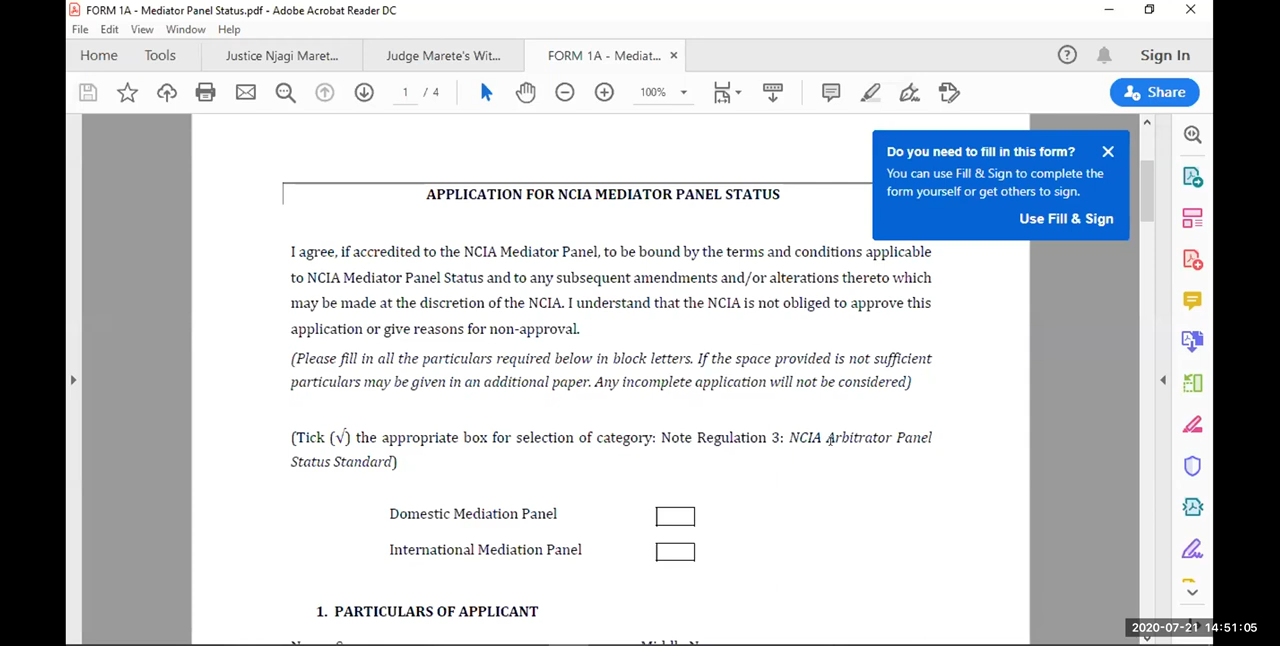 FORM 1A - Mediator Panel Status.pdf - Adobe Acrobat Reader DC
File Edit View Window Help
Home Tools Justice Njagi Maret... Judge Marete's Wit... FORM 1A - Mediat... Sign In
1 / 4 100% Share
Do you need to fill in this form?
You can use Fill & Sign to complete the
form yourself or get others to sign.
Use Fill & Sign
APPLICATION FOR NCIA MEDIATOR PANEL STATUS
I agree, if accredited to the NCIA Mediator Panel, to be bound by the terms and conditions applicable
to NCIA Mediator Panel Status and to any subsequent amendments and/or alterations thereto which
may be made at the discretion of the NCIA. I understand that the NCIA is not obliged to approve this
application or give reasons for non-approval.
(Please fill in all the particulars required below in block letters. If the space provided is not sufficient
particulars may be given in an additional paper. Any incomplete application will not be considered)
(Tick (√) the appropriate box for selection of category: Note Regulation 3: NCIA Arbitrator Panel
Status Standard)
Domestic Mediation Panel
International Mediation Panel
1. PARTICULARS OF APPLICANT
2020-07-21 14:51:05